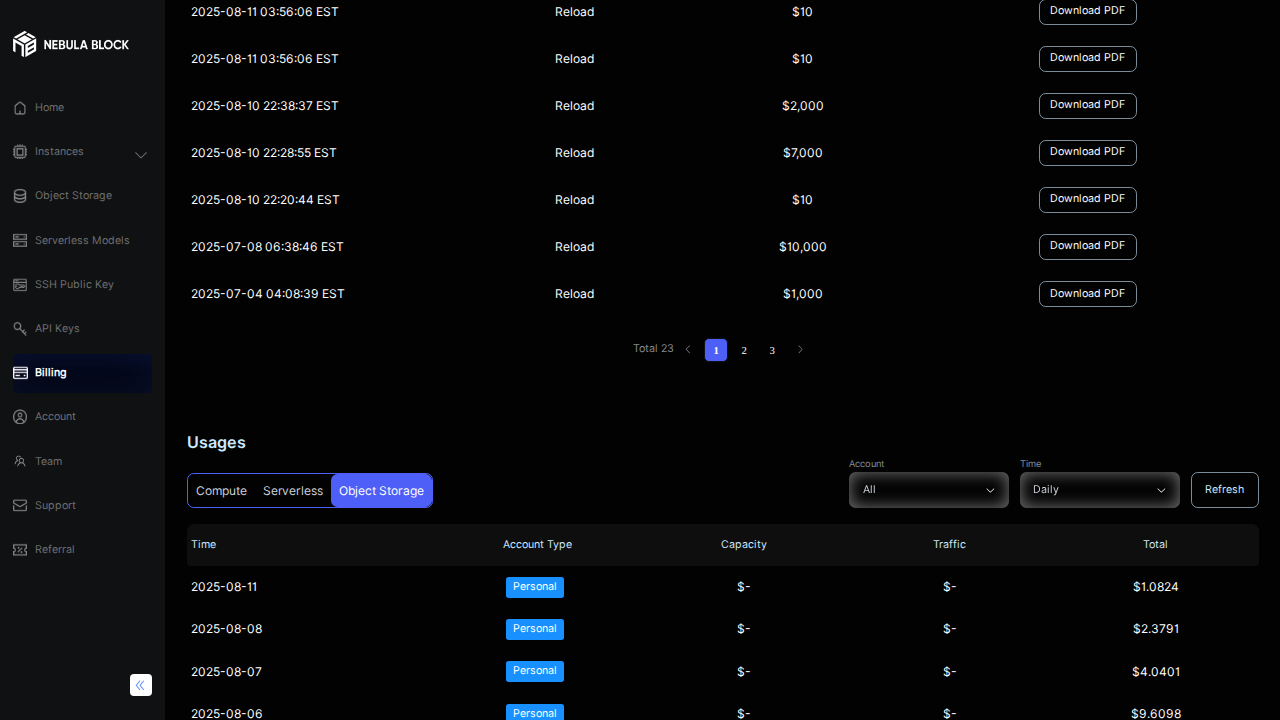 NEBULA BLOCK
Home
Instances
Object Storage
Serverless Models
SSH Public Key
API Keys
Billing
Account
Team
Support
Referral
2025-08-11 03:56:06 EST Reload $10 Download PDF
2025-08-11 03:56:06 EST Reload $10 Download PDF
2025-08-10 22:38:37 EST Reload $2,000 Download PDF
2025-08-10 22:28:55 EST Reload $7,000 Download PDF
2025-08-10 22:20:44 EST Reload $10 Download PDF
2025-07-08 06:38:46 EST Reload $10,000 Download PDF
2025-07-04 04:08:39 EST Reload $1,000 Download PDF
Total 23 1 2 3
Usages
Account Time
Compute Serverless Object Storage All Daily Refresh
Time Account Type Capacity Traffic Total
2025-08-11 Personal $- $- $1.0824
2025-08-08 Personal $- $- $2.3791
2025-08-07 Personal $- $- $4.0401
2025-08-06 Personal $- $- $9.6098